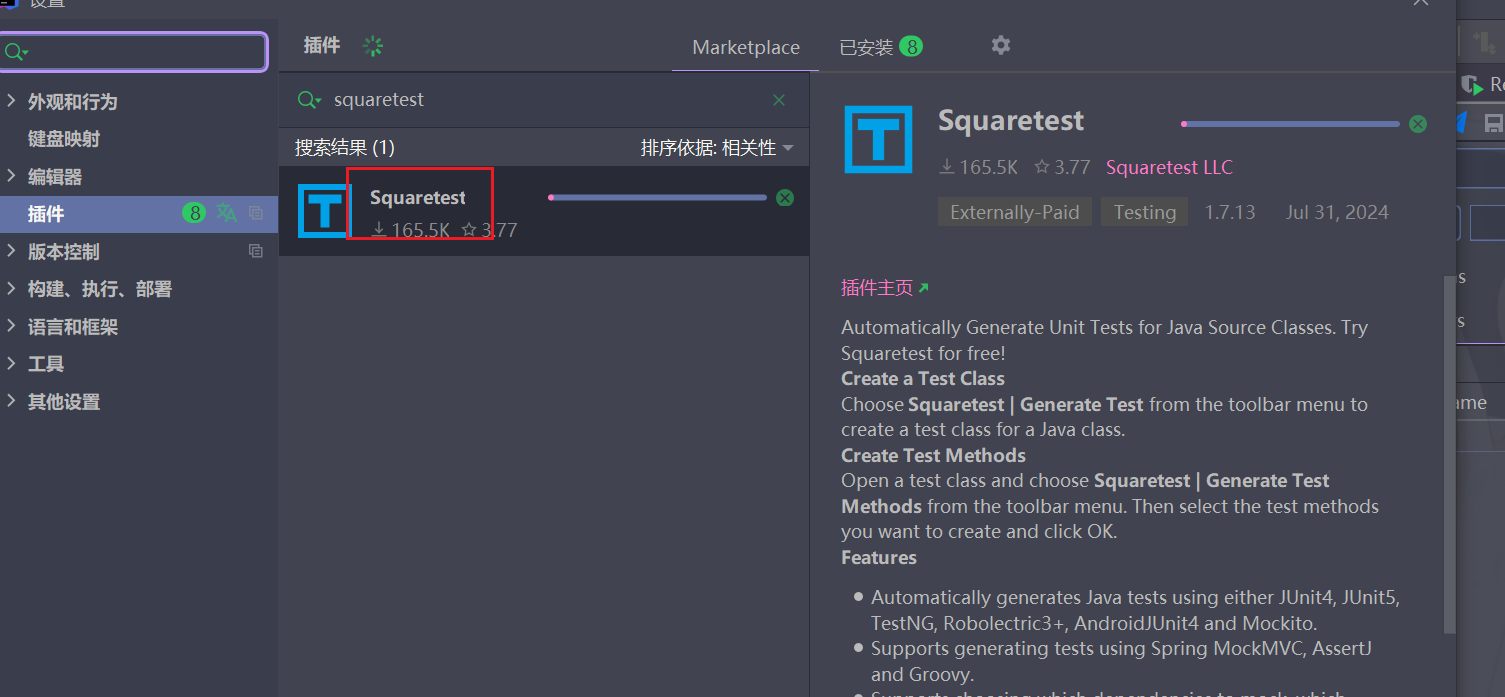 设置
插件
Marketplace
已安装 8
外观和行为
键盘映射
编辑器
插件 8
版本控制
构建、执行、部署
语言和框架
工具
其他设置
squaretest
搜索结果 (1)
排序依据: 相关性
T
Squaretest
165.5K 3.77
T
Squaretest
165.5K 3.77 Squaretest LLC
Externally-Paid Testing 1.7.13 Jul 31, 2024
插件主页
Automatically Generate Unit Tests for Java Source Classes. Try
Squaretest for free!
Create a Test Class
Choose Squaretest | Generate Test from the toolbar menu to
create a test class for a Java class.
Create Test Methods
Open a test class and choose Squaretest | Generate Test
Methods from the toolbar menu. Then select the test methods
you want to create and click OK.
Features
Automatically generates Java tests using either JUnit4, JUnit5,
TestNG, Robolectric3+, AndroidJUnit4 and Mockito.
Supports generating tests using Spring MockMVC, AssertJ
and Groovy.
Supports choosing which dependencies to mock, which